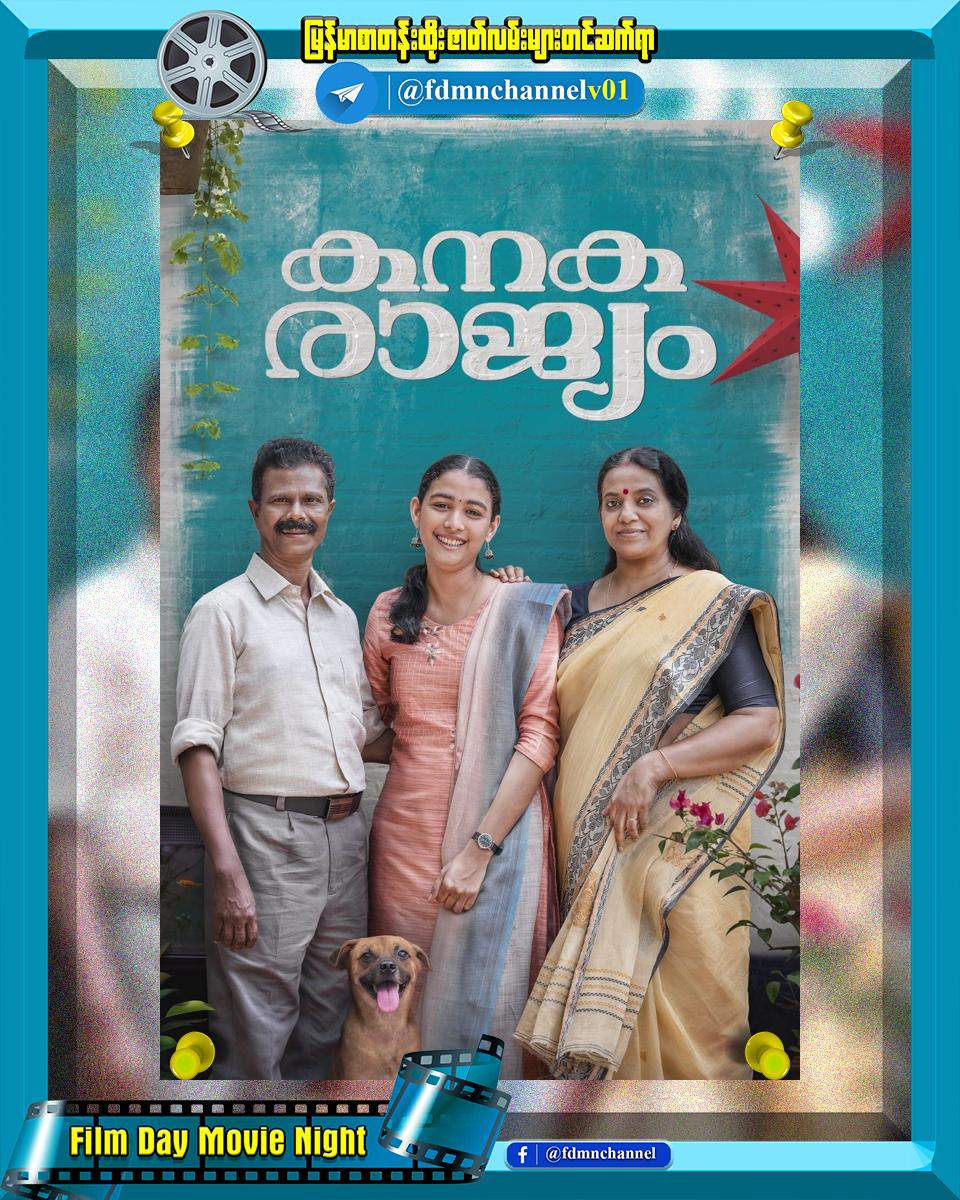 မြန်မာစာတန်းထိုးဇာတ်လမ်းများတင်ဆက်ရာ
@fdmnchannelv01
കനക
രാജ്യം
Film Day Movie Night
f | @fdmnchannel